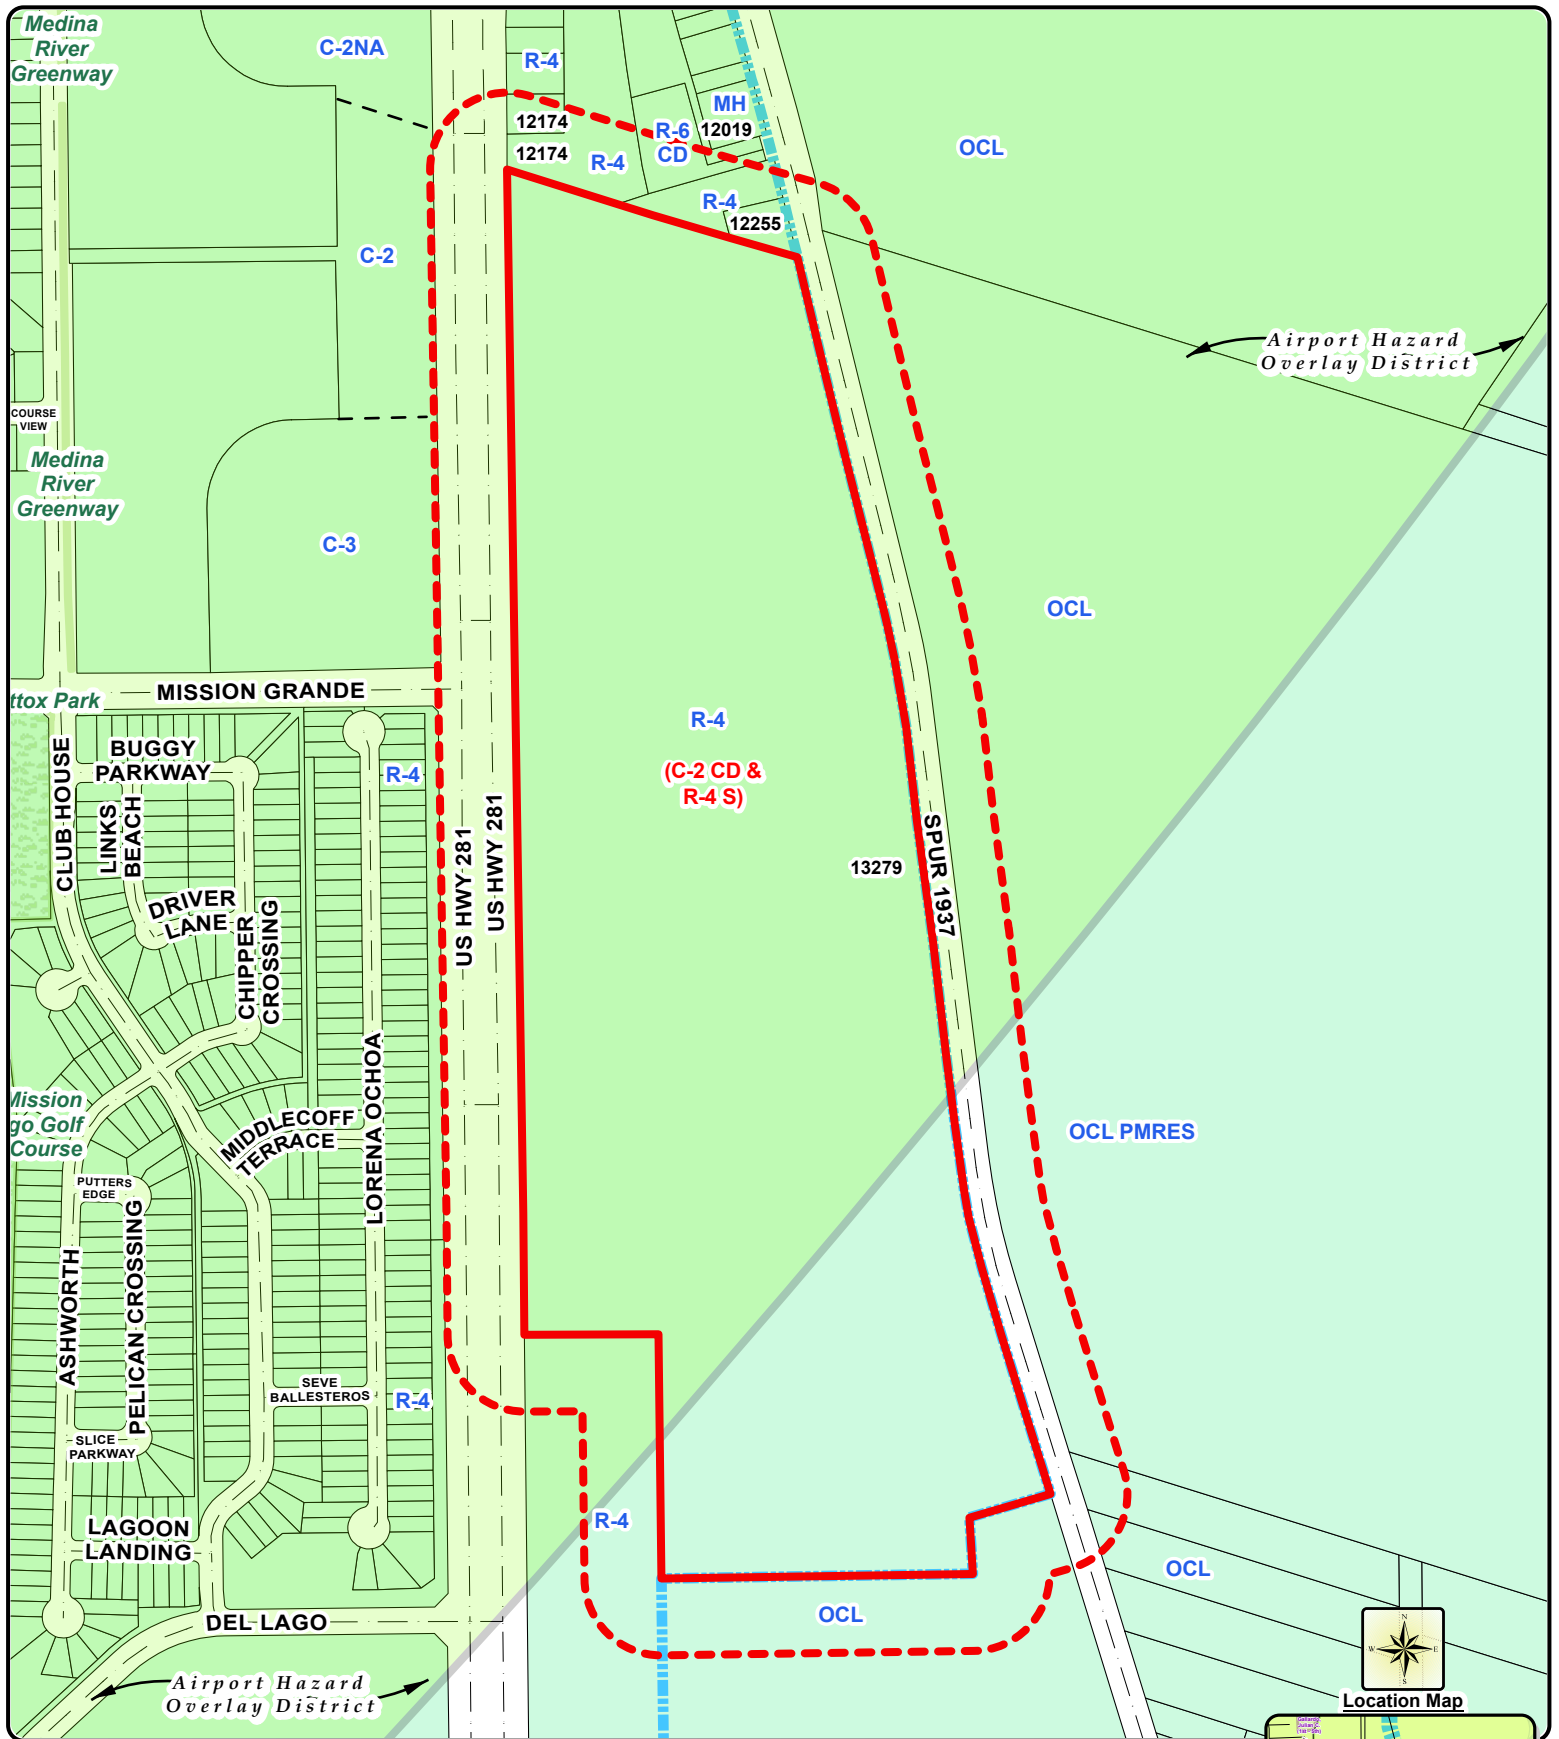 Medina
River
Greenway
C-2NA
R-4
12174
12174
R-4
R-6
CD
MH
12019
R-4
12255
OCL
C-2
Airport Hazard
Overlay District
COURSE
VIEW
Medina
River
Greenway
C-3
OCL
ttox Park
MISSION GRANDE
R-4
(C-2 CD &
R-4 S)
BUGGY
PARKWAY
R-4
CLUB HOUSE
LINKS
BEACH
DRIVER
LANE
CHIPPER
CROSSING
US HWY 281
US HWY 281
13279
SPUR 1937
LORENA OCHOA
MIDDLECOFF
TERRACE
Mission
go Golf
Course
OCL PMRES
PUTTERS
EDGE
PELICAN CROSSING
ASHWORTH
SEVE
BALLESTEROS
R-4
SLICE
PARKWAY
LAGOON
LANDING
R-4
DEL LAGO
OCL
OCL
Airport Hazard
Overlay District
N
W
E
S
Location Map